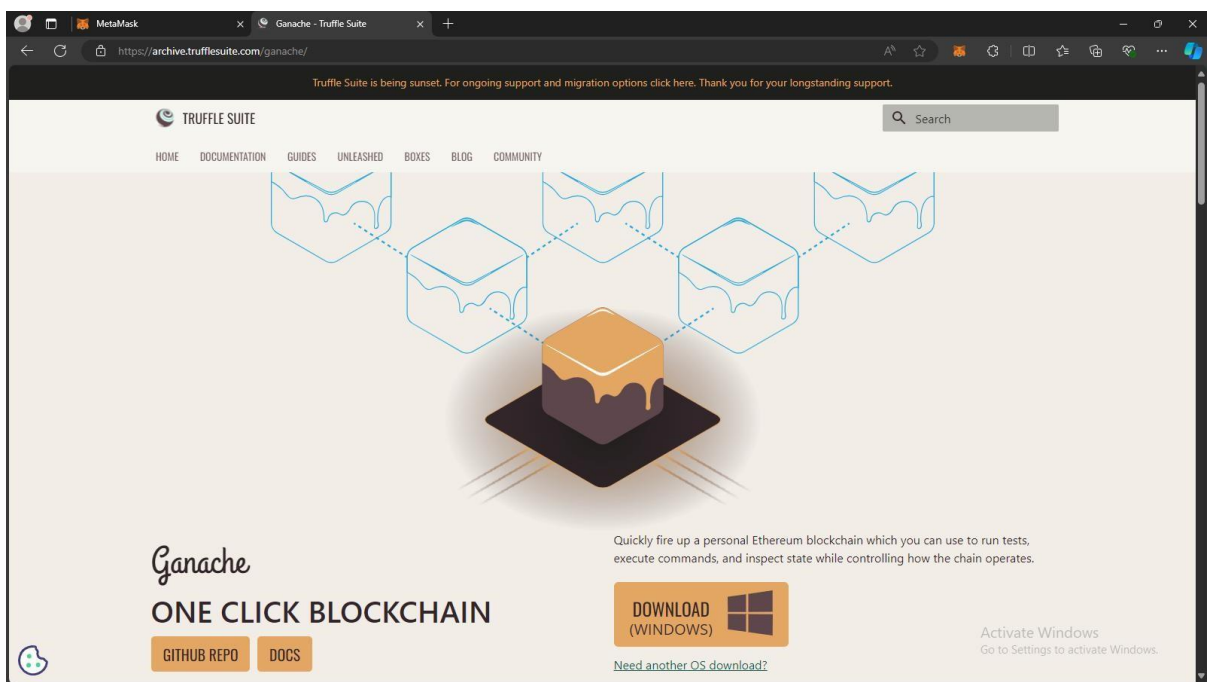 MetaMask
Ganache - Truffle Suite
https://archive.trufflesuite.com/ganache/
Truffle Suite is being sunset. For ongoing support and migration options click here. Thank you for your longstanding support.
TRUFFLE SUITE
Search
HOME DOCUMENTATION GUIDES UNLEASHED BOXES BLOG COMMUNITY
Ganache
ONE CLICK BLOCKCHAIN
GITHUB REPO DOCS
Quickly fire up a personal Ethereum blockchain which you can use to run tests,
execute commands, and inspect state while controlling how the chain operates.
DOWNLOAD
(WINDOWS)
Need another OS download?
Activate Windows
Go to Settings to activate Windows.